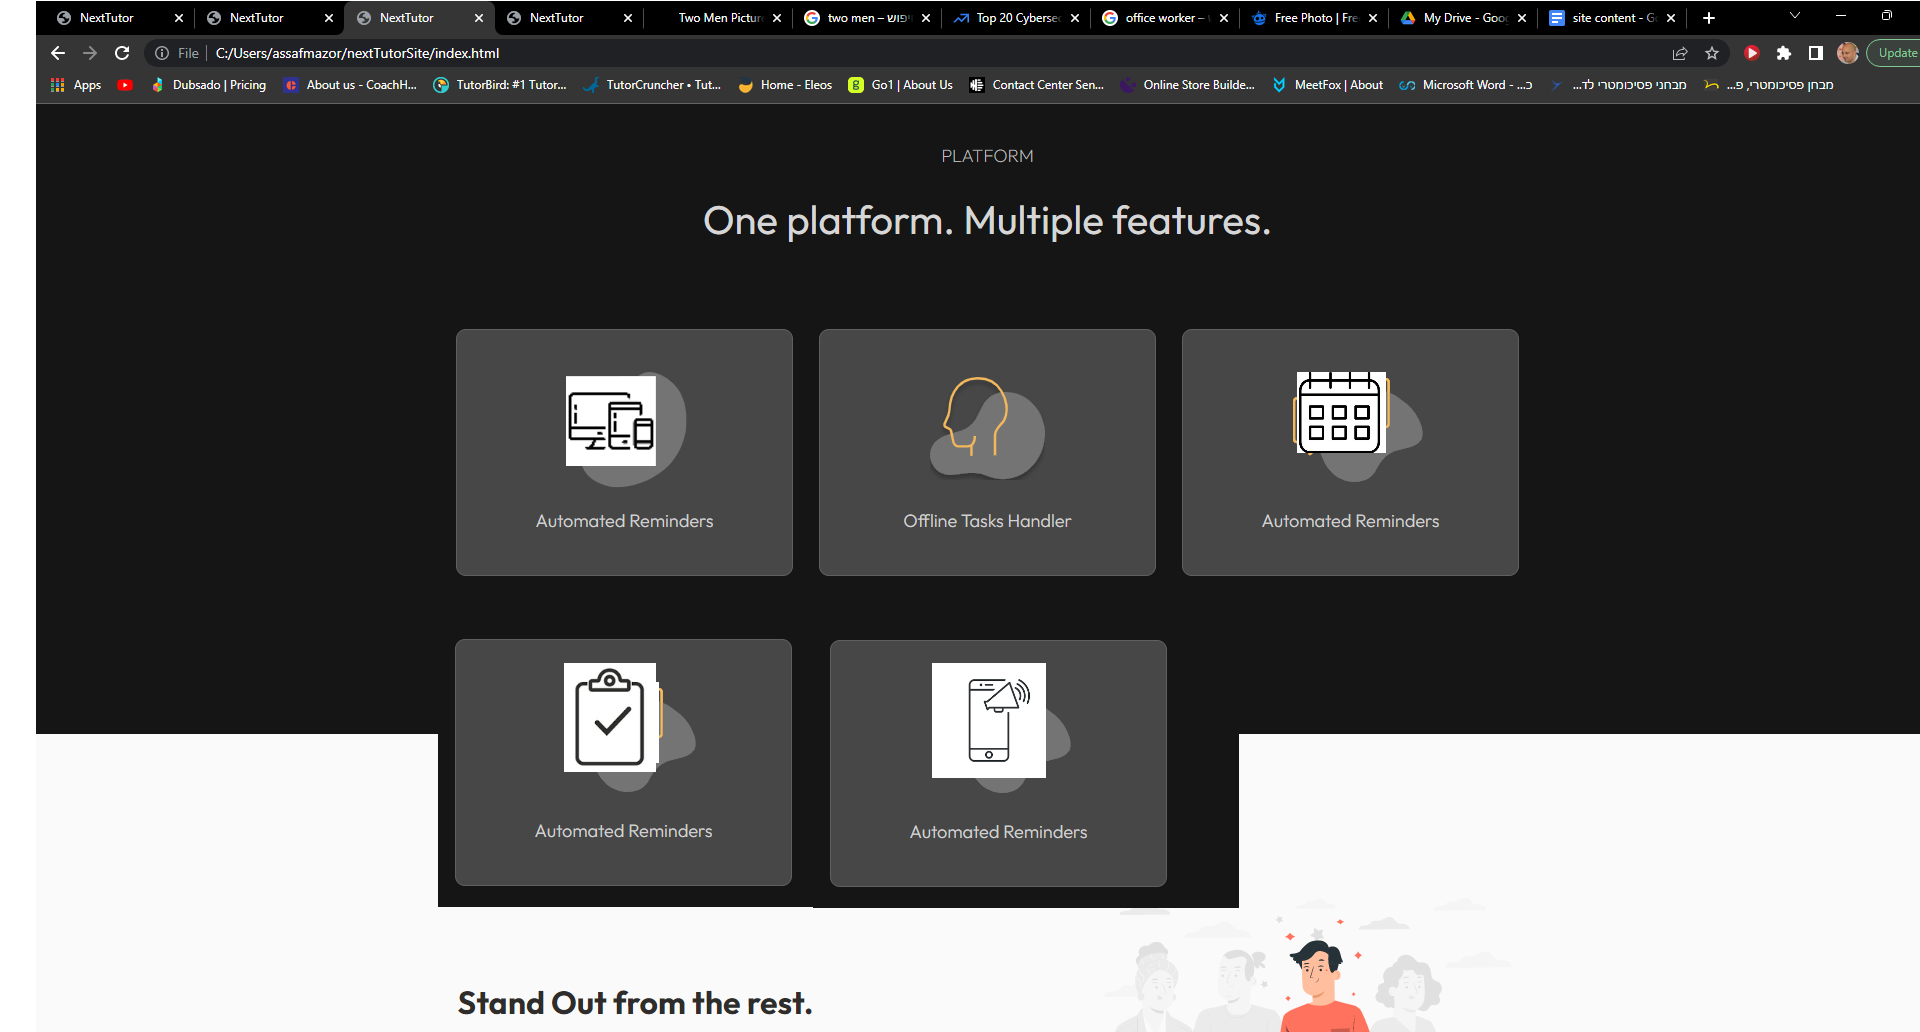 NextTutor
NextTutor
NextTutor
NextTutor
Two Men Pictur
two men – חיפוש
Top 20 Cyberse
office worker –
Free Photo | Fre
My Drive - Goog
site content - Go
File
C:/Users/assafmazor/nextTutorSite/index.html
Update
Apps
Dubsado | Pricing
About us - CoachH...
TutorBird: #1 Tutor...
TutorCruncher • Tut...
Home - Eleos
Go1 | About Us
Contact Center Sen...
Online Store Builde...
MeetFox | About
Microsoft Word - כ...
מבחני פסיכומטרי לד...
מבחן פסיכומטרי, פ...
PLATFORM
One platform. Multiple features.
Automated Reminders
Offline Tasks Handler
Automated Reminders
Automated Reminders
Automated Reminders
Stand Out from the rest.